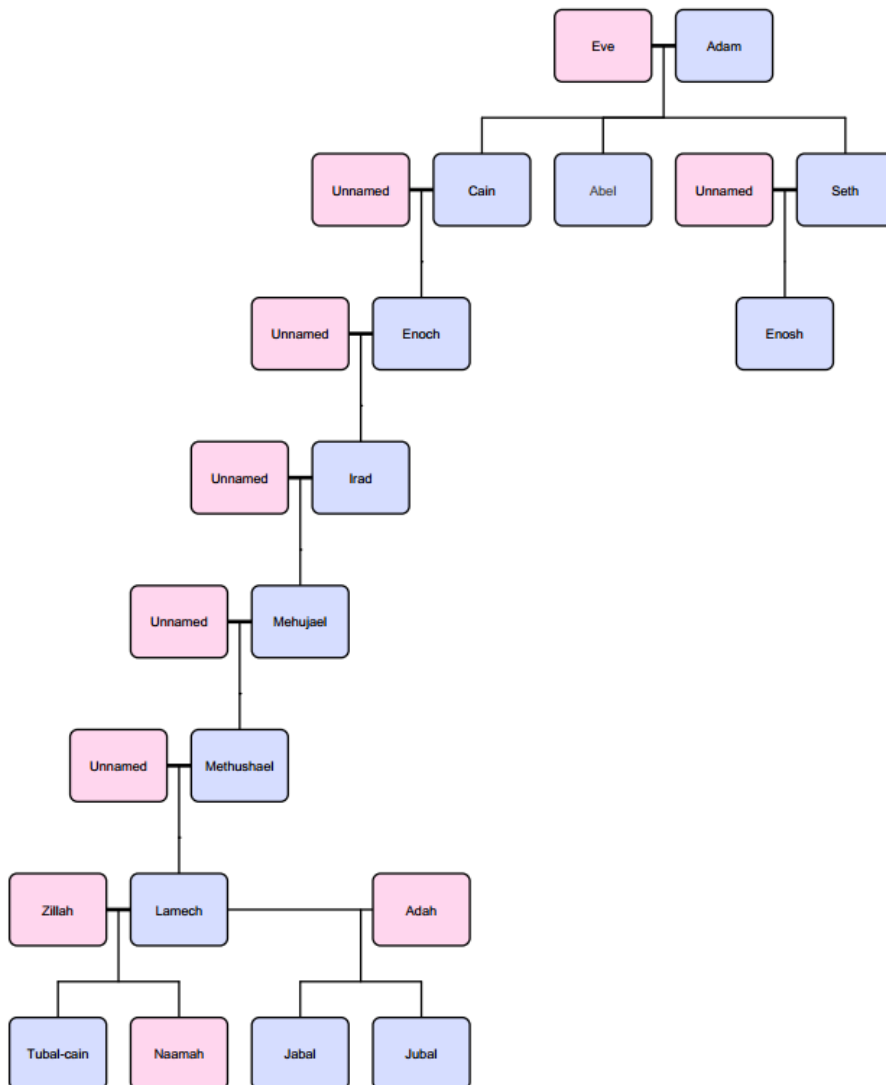 Eve
Adam
Unnamed
Cain
Abel
Unnamed
Seth
Unnamed
Enoch
Enosh
Unnamed
Irad
Unnamed
Mehujael
Unnamed
Methushael
Zillah
Lamech
Adah
Tubal-cain
Naamah
Jabal
Jubal